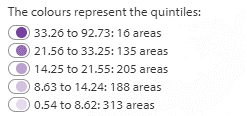 The colours represent the quintiles:
33.26 to 92.73: 16 areas
21.56 to 33.25: 135 areas
14.25 to 21.55: 205 areas
8.63 to 14.24: 188 areas
0.54 to 8.62: 313 areas